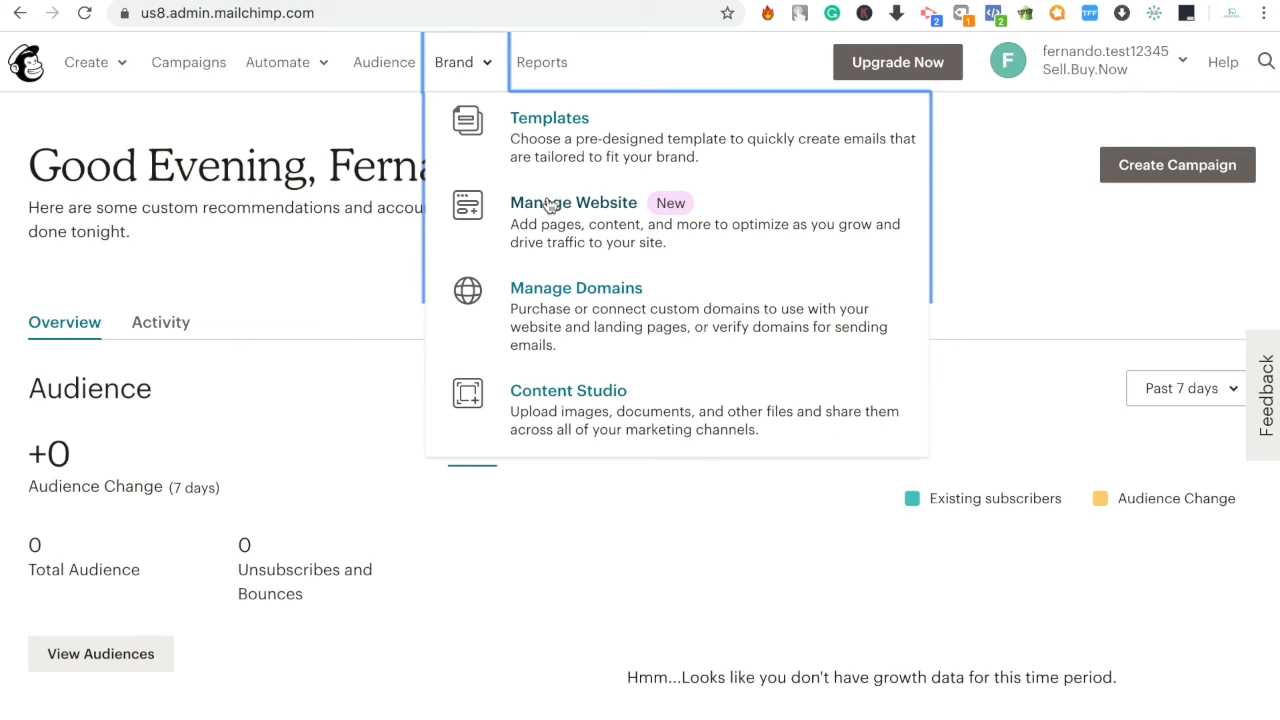 us8.admin.mailchimp.com
2
1
2
TFF
Create
Campaigns
Automate
Audience
Brand
Reports
Upgrade Now
F
fernando.test12345
Sell.Buy.Now
Help
Templates
Choose a pre-designed template to quickly create emails that
are tailored to fit your brand.
Manage Website New
Add pages, content, and more to optimize as you grow and
drive traffic to your site.
Manage Domains
Purchase or connect custom domains to use with your
website and landing pages, or verify domains for sending
emails.
Content Studio
Upload images, documents, and other files and share them
across all of your marketing channels.
Good Evening, Ferna
Here are some custom recommendations and accou
done tonight.
Create Campaign
Overview
Activity
Audience
Past 7 days
Feedback
+0
Audience Change (7 days)
Existing subscribers
Audience Change
0
Total Audience
0
Unsubscribes and
Bounces
View Audiences
Hmm...Looks like you don't have growth data for this time period.